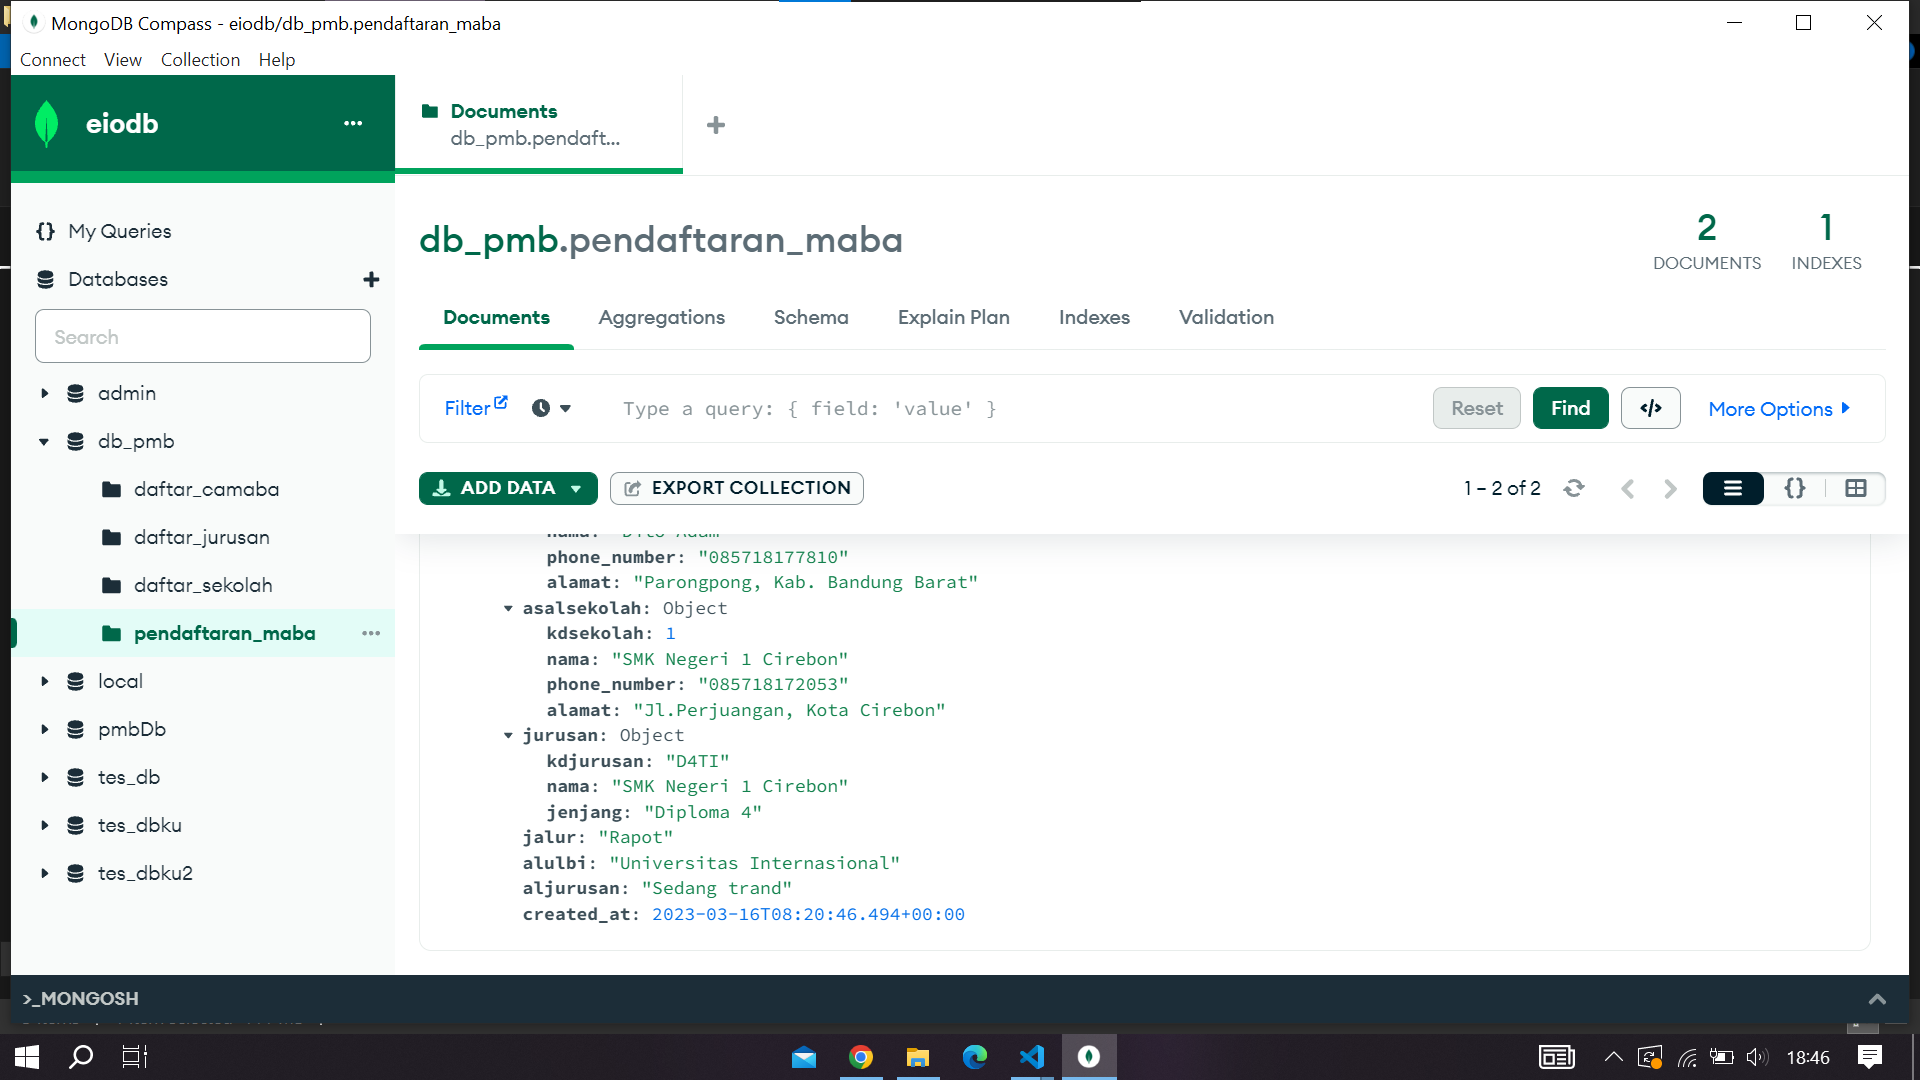 MongoDB Compass - eiodb/db_pmb.pendaftaran_maba
Connect View Collection Help
eiodb
...
Documents
db_pmb.pendaft...
+
{} My Queries
Databases
+
Search
admin
db_pmb
daftar_camaba
daftar_jurusan
daftar_sekolah
pendaftaran_maba
local
pmbDb
tes_db
tes_dbku
tes_dbku2
db_pmb.pendaftaran_maba
2
DOCUMENTS
1
INDEXES
Documents Aggregations Schema Explain Plan Indexes Validation
Filter
Type a query: { field: 'value' }
Reset
Find
</>
More Options
ADD DATA
EXPORT COLLECTION
1 – 2 of 2
{}
nama: "Dito Adam"
phone_number: "085718177810"
alamat: "Parongpong, Kab. Bandung Barat"
asalsekolah: Object
kdsekolah: 1
nama: "SMK Negeri 1 Cirebon"
phone_number: "085718172053"
alamat: "Jl.Perjuangan, Kota Cirebon"
jurusan: Object
kdjurusan: "D4TI"
nama: "SMK Negeri 1 Cirebon"
jenjang: "Diploma 4"
jalur: "Rapot"
alulbi: "Universitas Internasional"
aljurusan: "Sedang trand"
created_at: 2023-03-16T08:20:46.494+00:00
>_MONGOSH
18:46